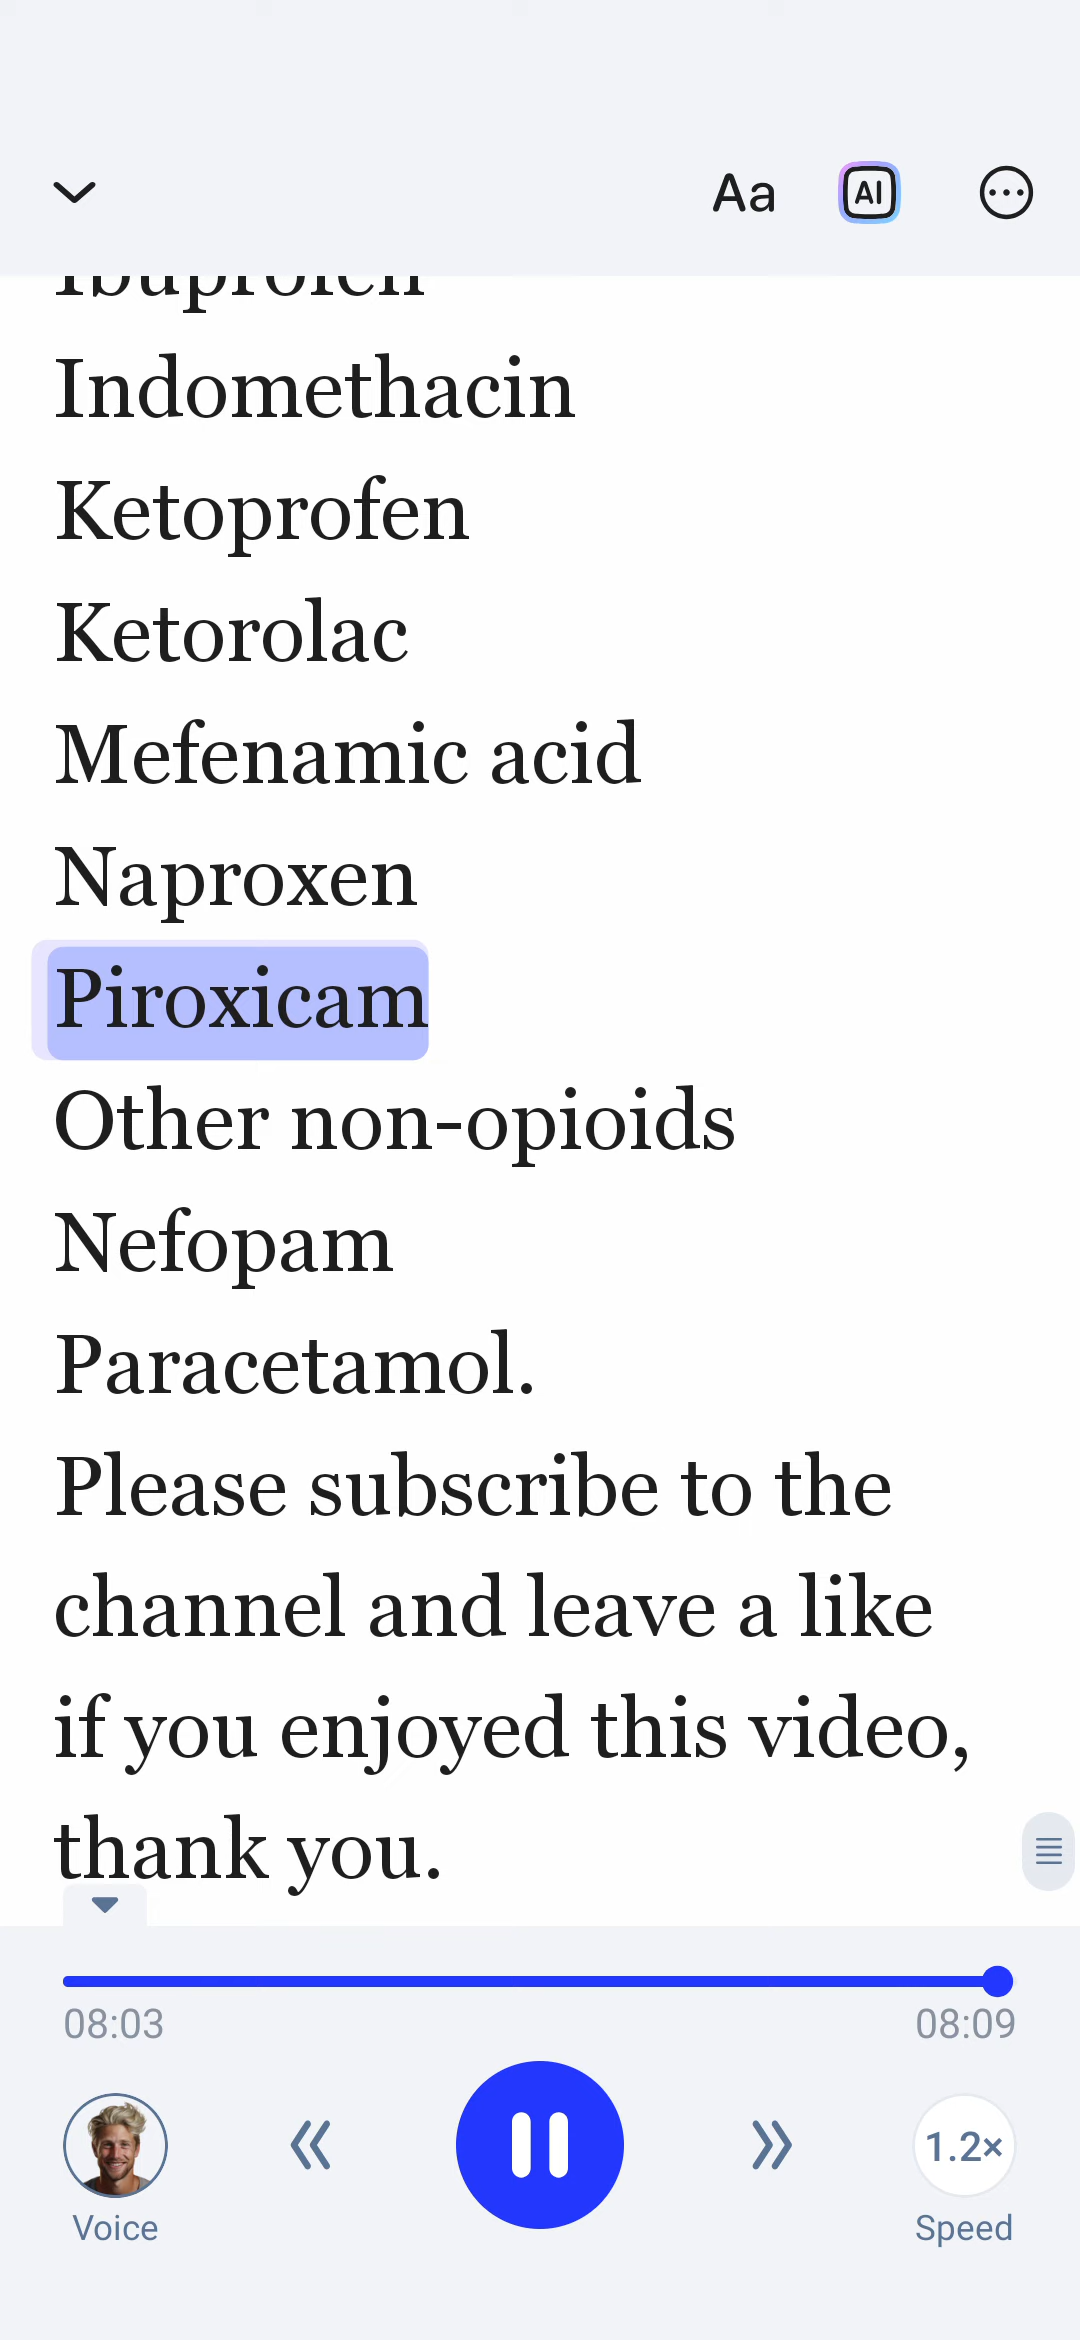 Aa
AI
Ibuprofen
Indomethacin
Ketoprofen
Ketorolac
Mefenamic acid
Naproxen
Piroxicam
Other non-opioids
Nefopam
Paracetamol.
Please subscribe to the
channel and leave a like
if you enjoyed this video,
thank you.
08:03
08:09
1.2×
Voice
Speed